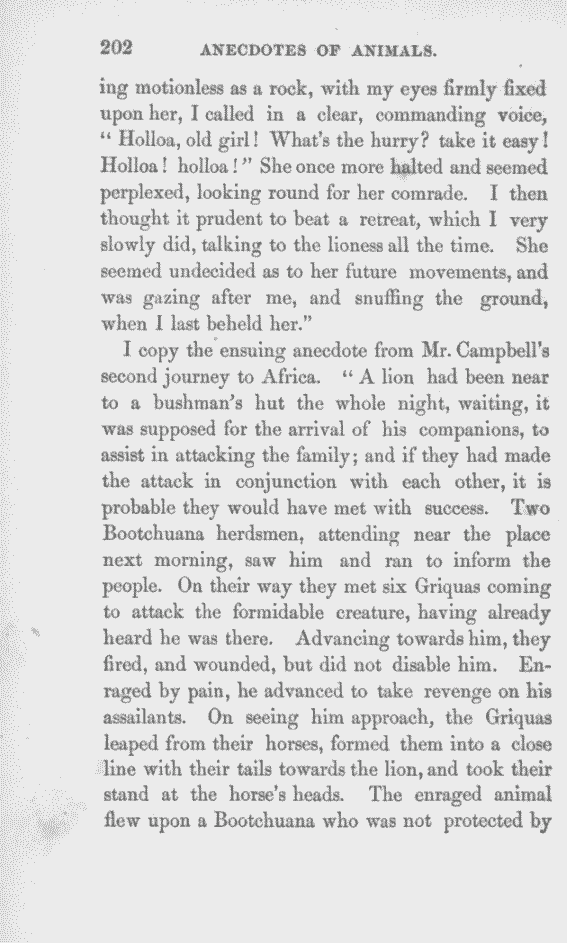 202 ANECDOTES OF ANIMALS.
ing motionless as a rock, with my eyes firmly fixed
upon her, I called in a clear, commanding voice,
“ Holloa, old girl! What's the hurry? take it easy!
Holloa! holloa!” She once more halted and seemed
perplexed, looking round for her comrade. I then
thought it prudent to beat a retreat, which I very
slowly did, talking to the lioness all the time. She
seemed undecided as to her future movements, and
was gazing after me, and snuffing the ground,
when I last beheld her.”
I copy the ensuing anecdote from Mr. Campbell's
second journey to Africa. “ A lion had been near
to a bushman's hut the whole night, waiting, it
was supposed for the arrival of his companions, to
assist in attacking the family; and if they had made
the attack in conjunction with each other, it is
probable they would have met with success. Two
Bootchuana herdsmen, attending near the place
next morning, saw him and ran to inform the
people. On their way they met six Griquas coming
to attack the formidable creature, having already
heard he was there. Advancing towards him, they
fired, and wounded, but did not disable him. En-
raged by pain, he advanced to take revenge on his
assailants. On seeing him approach, the Griquas
leaped from their horses, formed them into a close
line with their tails towards the lion, and took their
stand at the horse's heads. The enraged animal
flew upon a Bootchuana who was not protected by